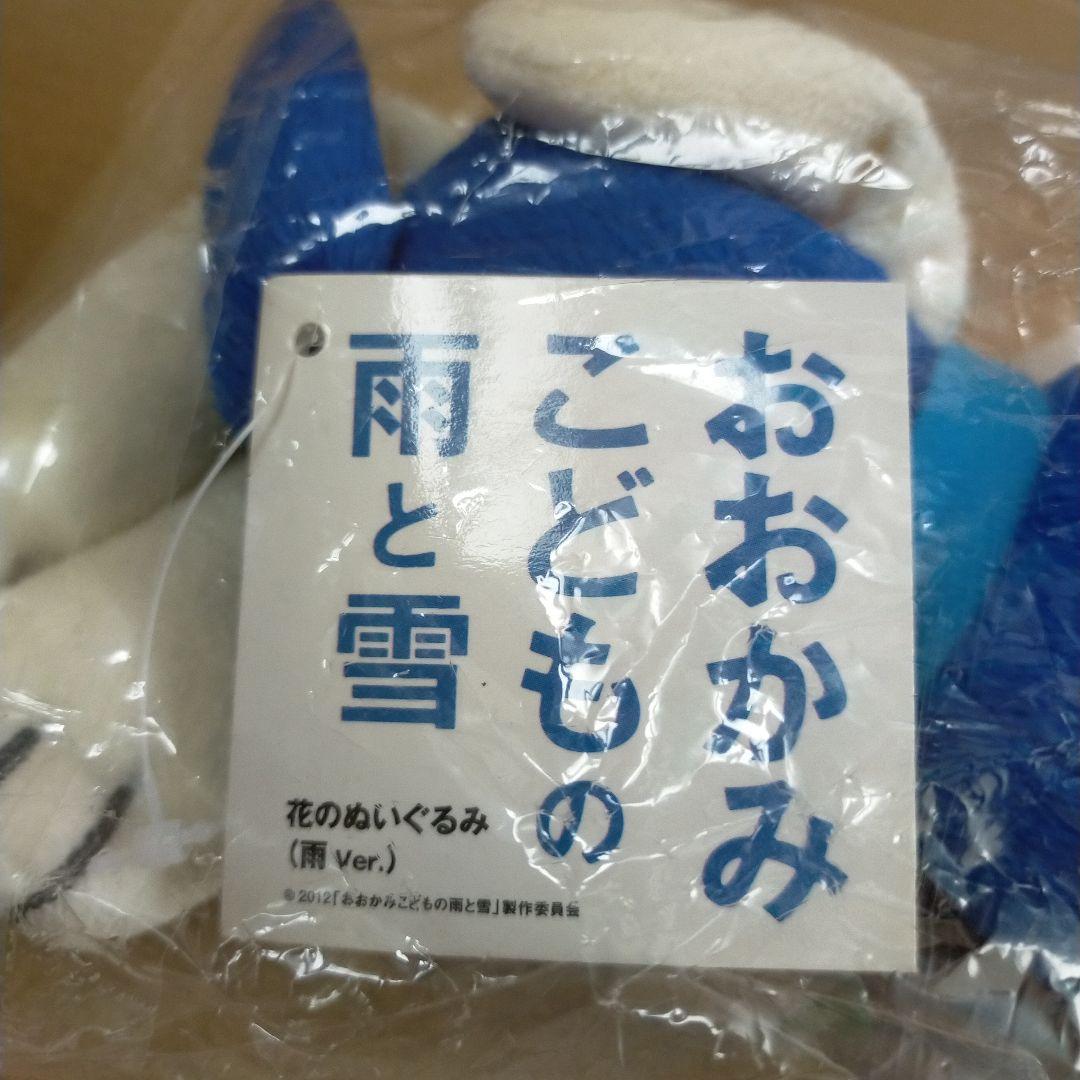 おおかみ
こどもの
雨と雪
花のぬいぐるみ
（雨 Ver.）
© 2012「おおかみこどもの雨と雪」製作委員会